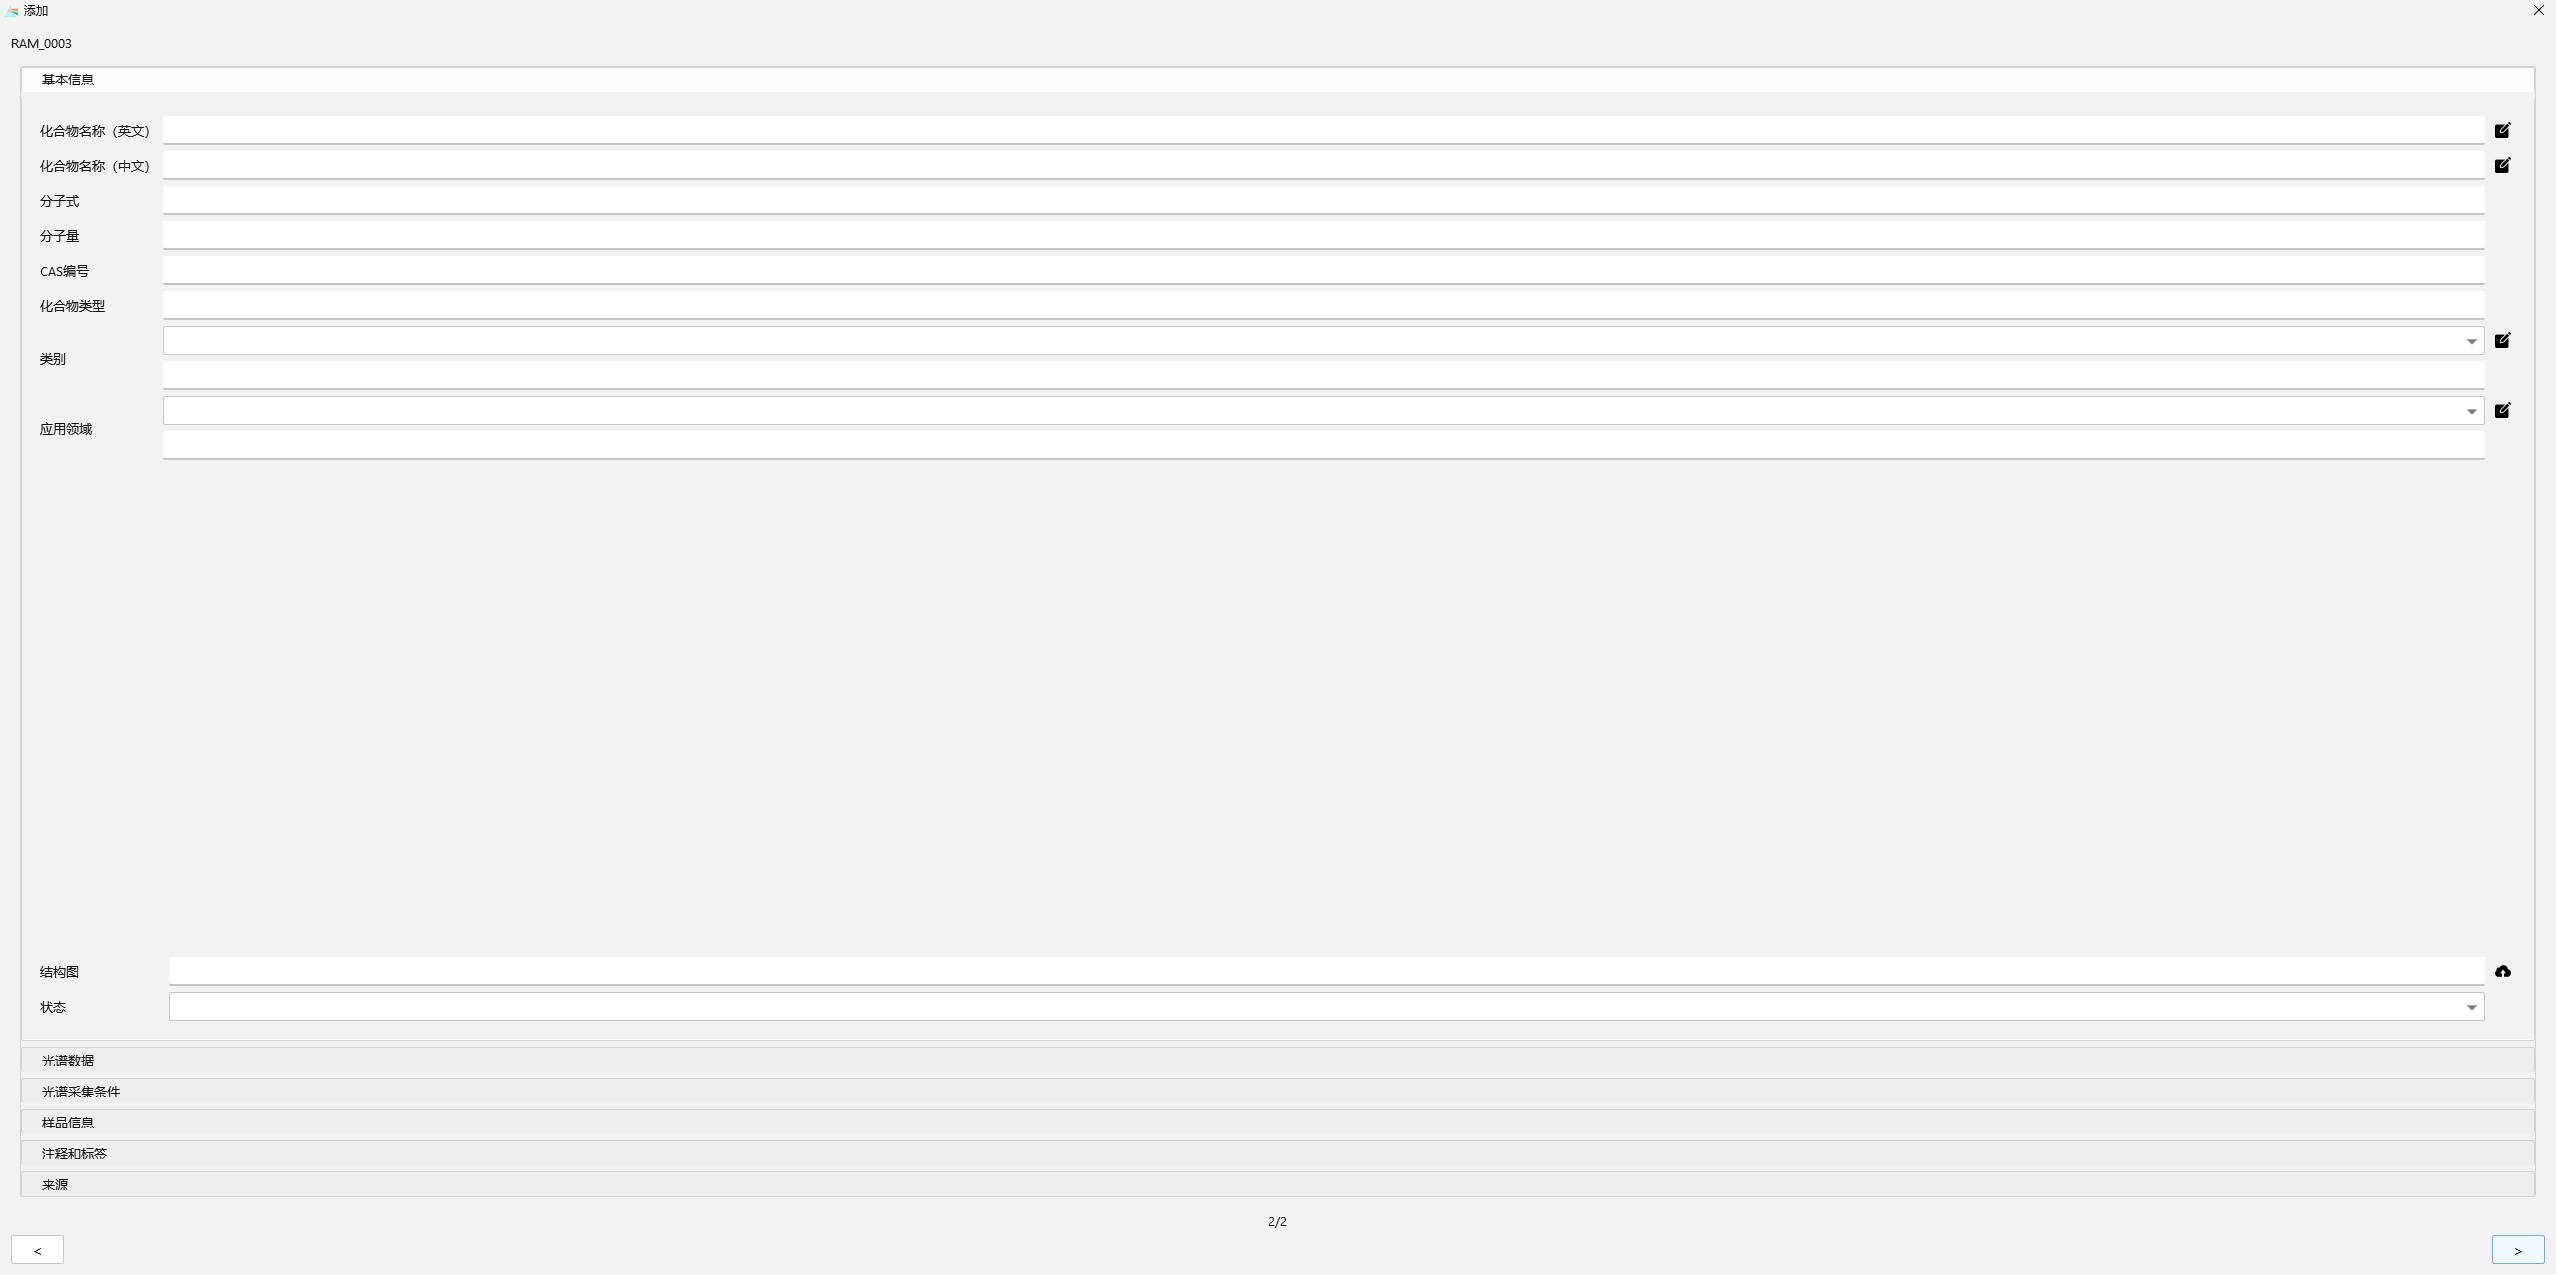 添加
RAM_0003
基本信息
化合物名称（英文）
化合物名称（中文）
分子式
分子量
CAS编号
化合物类型
类别
应用领域
结构图
状态
光谱数据
光谱采集条件
样品信息
注释和标签
来源
2/2
<
>